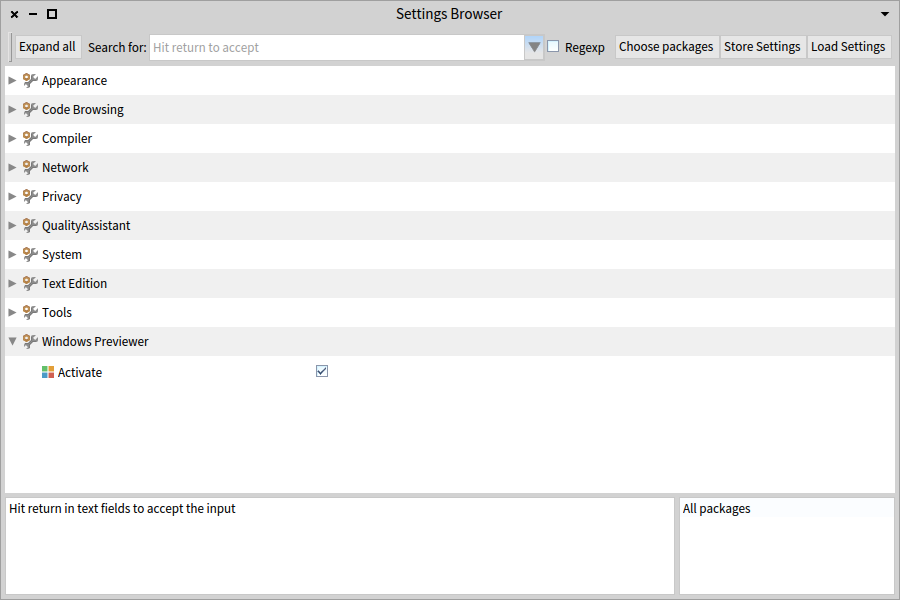 Settings Browser
Expand all Search for: Hit return to accept Regexp Choose packages Store Settings Load Settings
Appearance
Code Browsing
Compiler
Network
Privacy
QualityAssistant
System
Text Edition
Tools
Windows Previewer
Activate
Hit return in text fields to accept the input
All packages